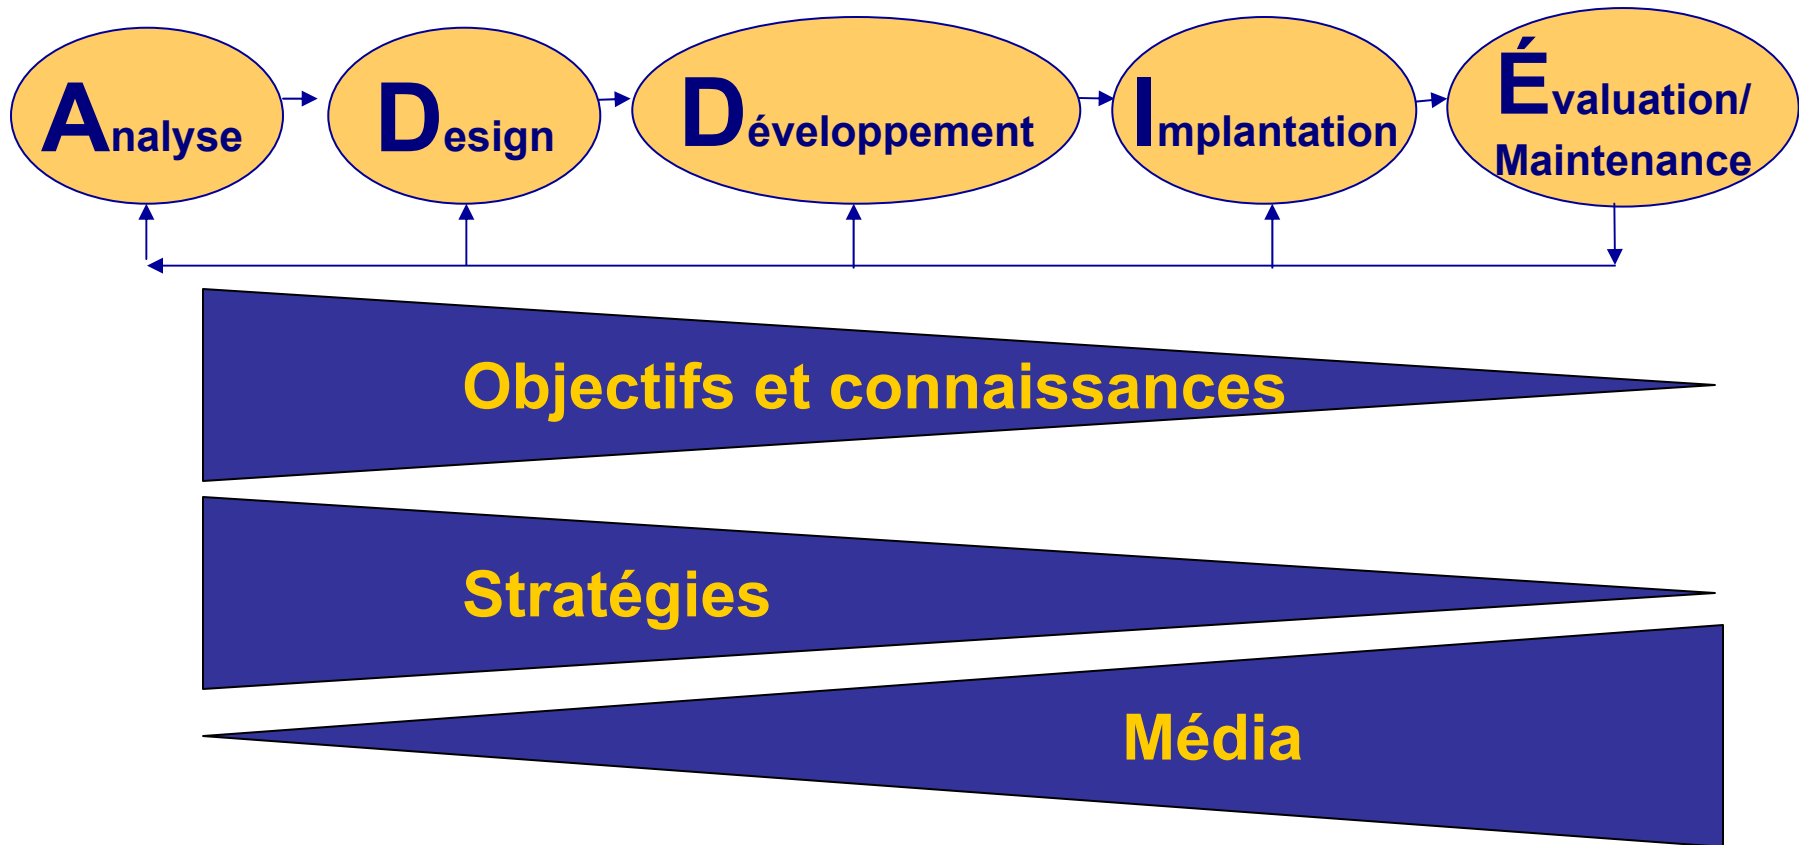 Analyse
Design
Développement
Implantation
Évaluation/
Maintenance
Objectifs et connaissances
Stratégies
Média